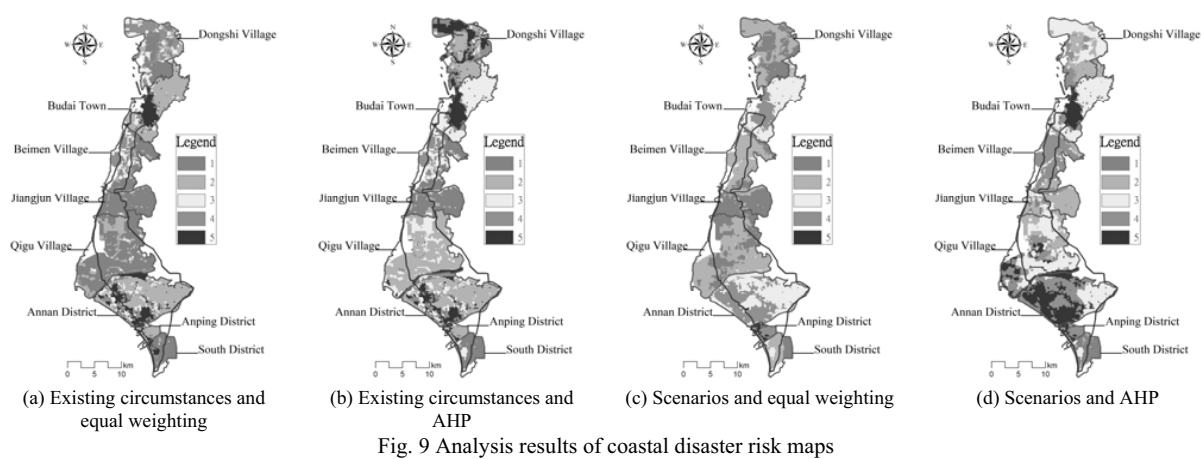 N
W E
S
Dongshi Village
Budai Town
Beimen Village
Legend
1
2
3
4
5
Jiangjun Village
Qigu Village
Annan District
Anping District
South District
0 10
km
(a) Existing circumstances and
equal weighting
N
W E
S
Dongshi Village
Budai Town
Beimen Village
Legend
1
2
3
4
5
Jiangjun Village
Qigu Village
Annan District
Anping District
South District
0 10
km
(b) Existing circumstances and
AHP
N
W E
S
Dongshi Village
Budai Town
Beimen Village
Legend
1
2
3
4
5
Jiangjun Village
Qigu Village
Annan District
Anping District
South District
0 10
km
(c) Scenarios and equal weighting
N
W E
S
Dongshi Village
Budai Town
Beimen Village
Legend
1
2
3
4
5
Jiangjun Village
Qigu Village
Annan District
Anping District
South District
0 10
km
(d) Scenarios and AHP
Fig. 9 Analysis results of coastal disaster risk maps